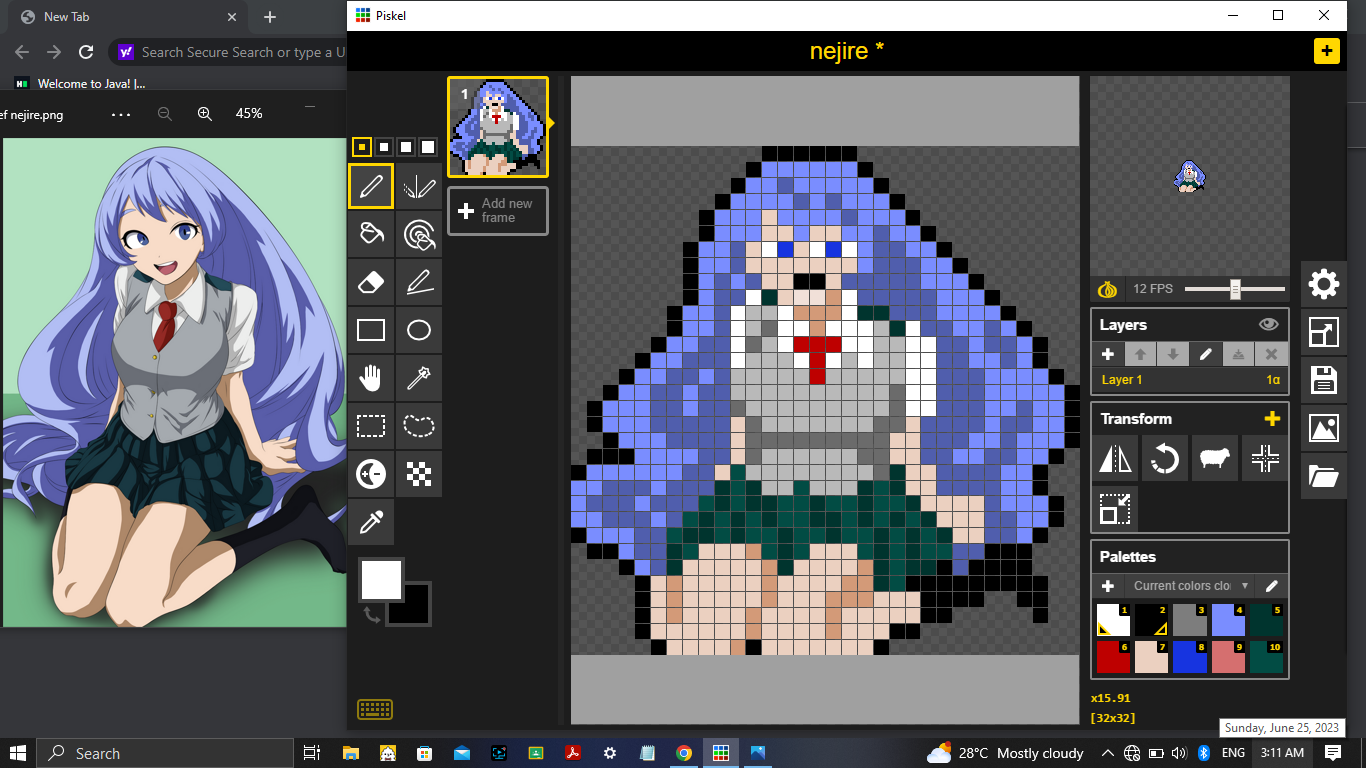 New Tab
Piskel
nejire *
+
y!
Search Secure Search or type a U
Welcome to Java! |...
ef nejire.png
45%
1
Add new
frame
12 FPS
Layers
Layer 1
1α
Transform
Palettes
Current colors clo
1
2
3
4
5
6
7
8
9
10
x15.91
[32x32]
Sunday, June 25, 2023
Search
28°C Mostly cloudy
ENG
3:11 AM